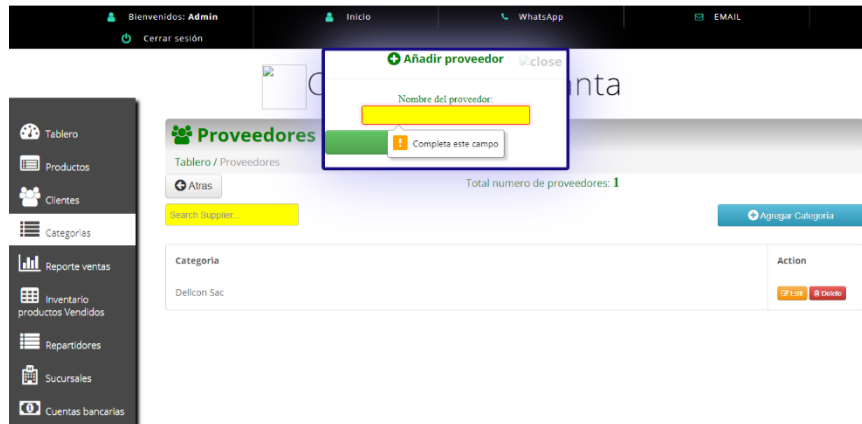 Bienvenidos: Admin
Inicio
WhatsApp
EMAIL
Cerrar sesión
Añadir proveedor
close
nta
Nombre del proveedor:
Completa este campo
Tablero
Productos
Clientes
Categorias
Reporte ventas
Inventario
productos Vendidos
Repartidores
Sucursales
Cuentas bancarias
Proveedores
Tablero / Proveedores
Atras
Total numero de proveedores: 1
Search Supplier...
Agregar Categoria
Categoria
Action
Dellcon Sac
Edit
Delete